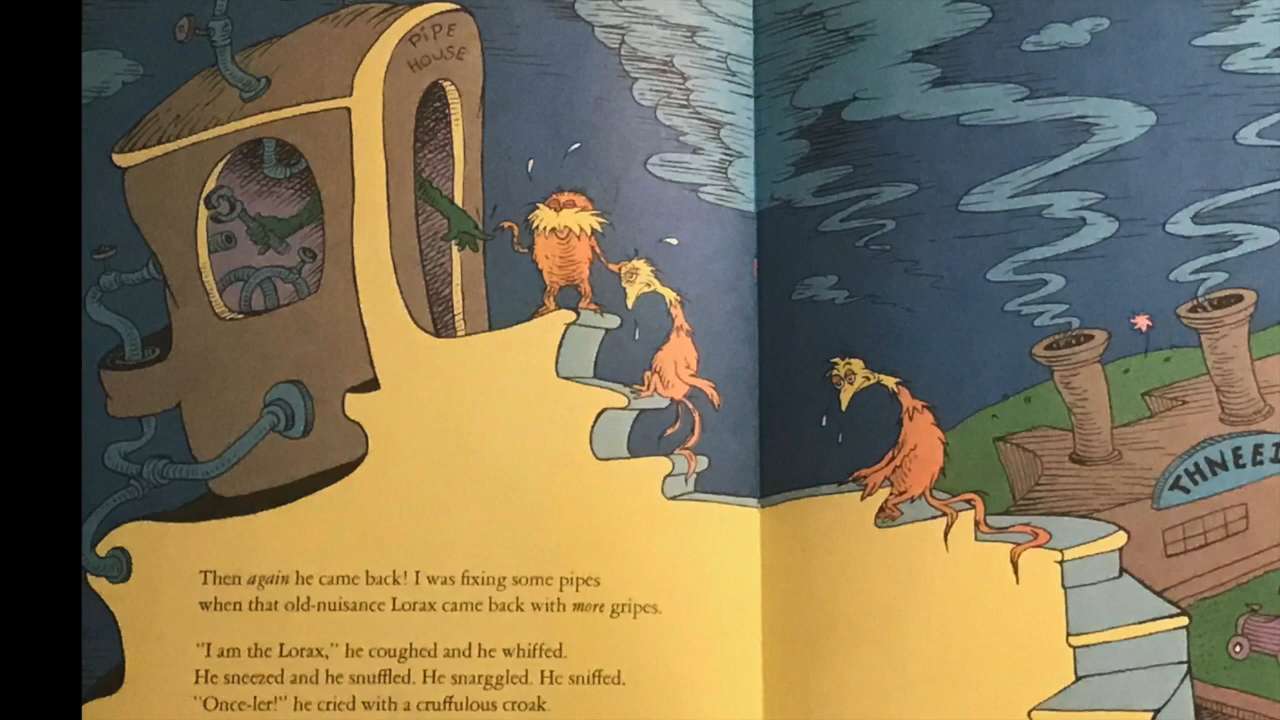 PiPE
HOUSE
THNEED
Then again he came back! I was fixing some pipes
when that old-nuisance Lorax came back with more gripes.
"I am the Lorax," he coughed and he whiffed.
He sneezed and he snuffled. He snarggled. He sniffed.
"Once-ler!" he cried with a cruffulous croak.